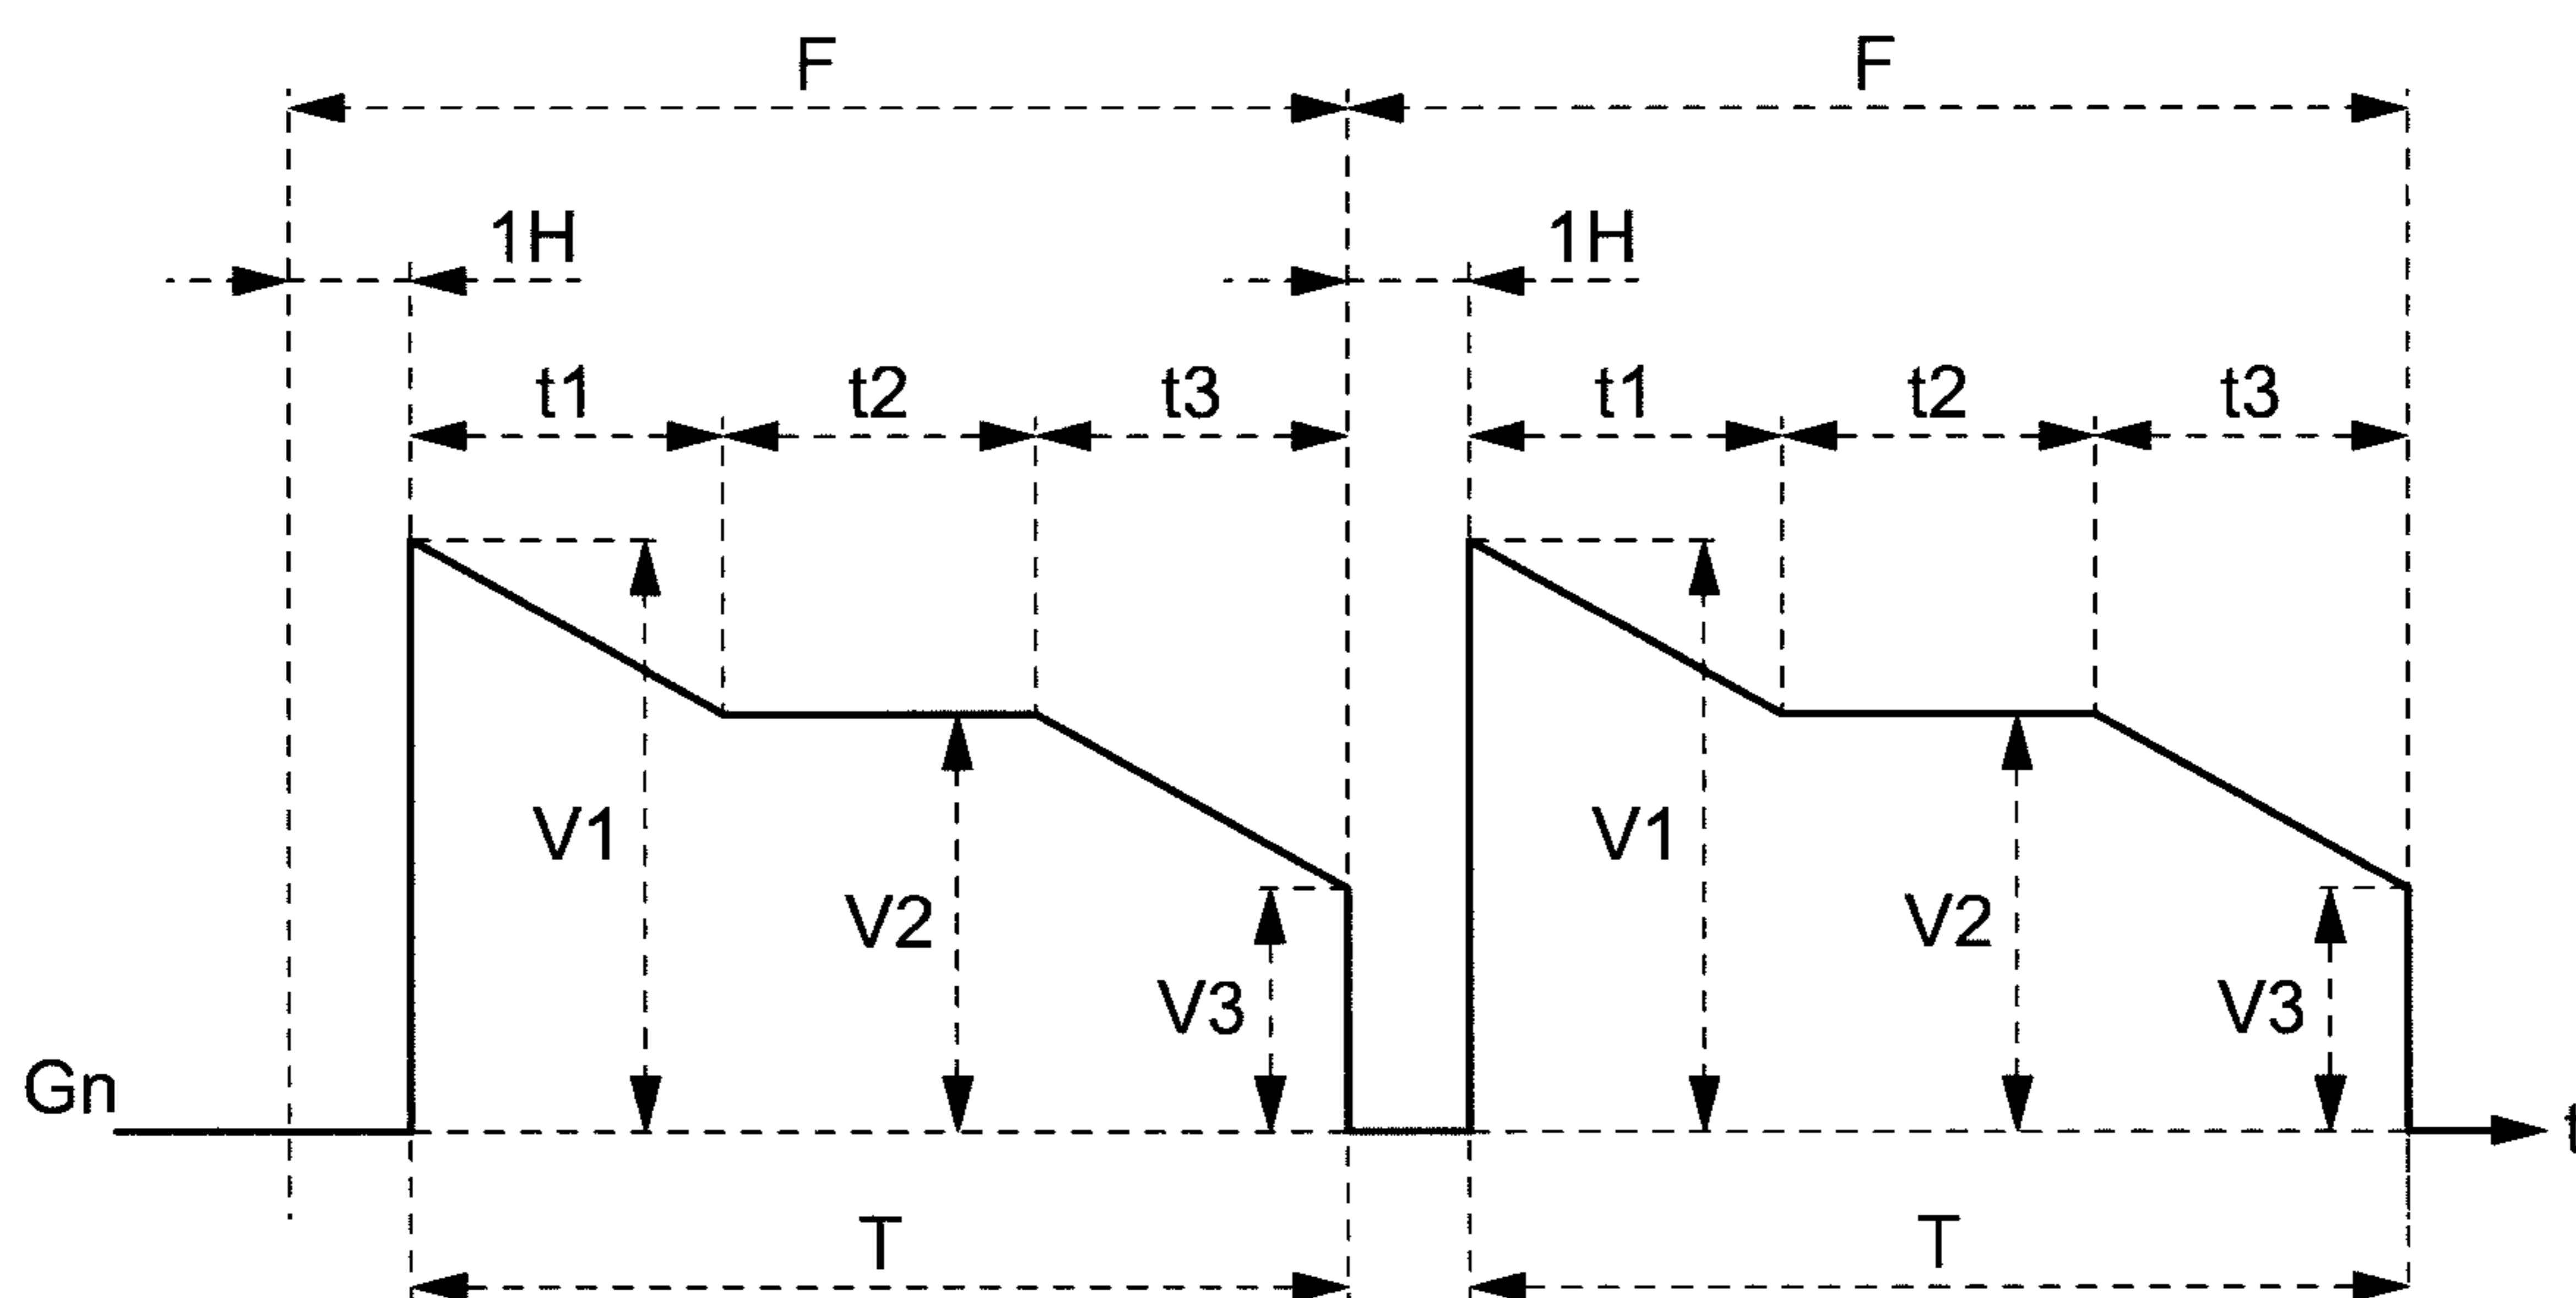 F F
1H 1H
t1 t2 t3 t1 t2 t3
V1 V1
V2 V2
V3 V3
Gn t
T T